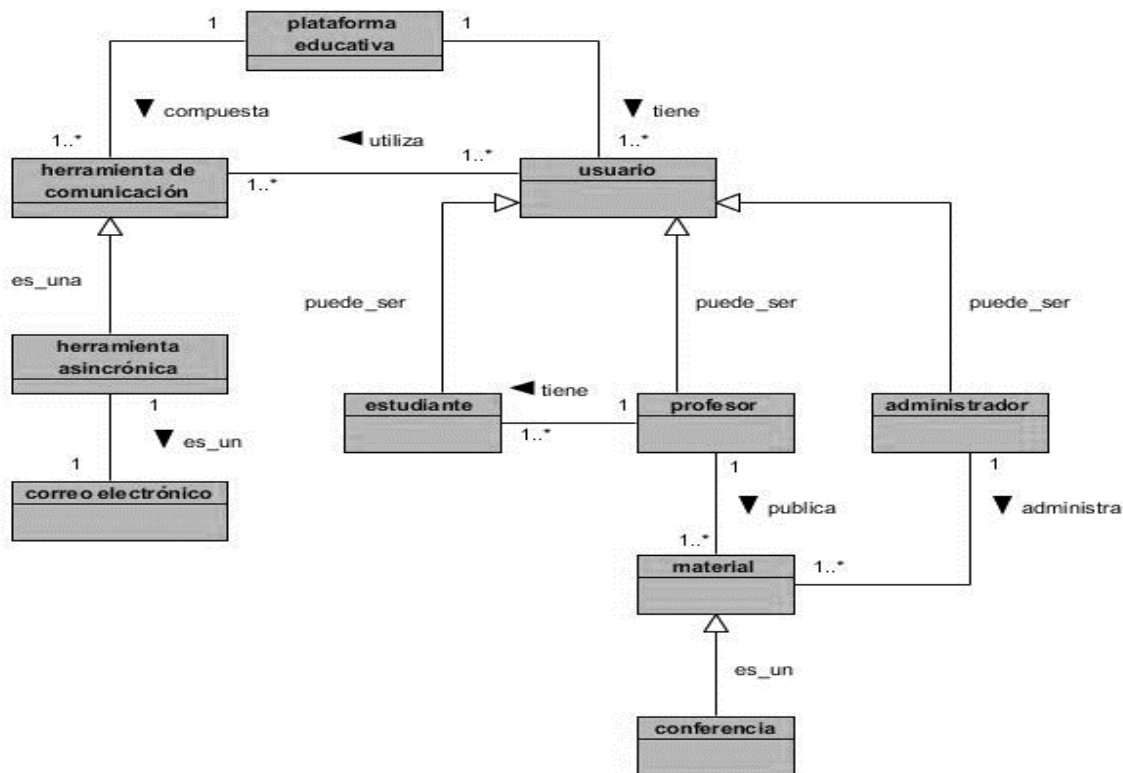 1
plataforma
educativa
1
compuesta
tiene
1..*
utiliza
1..*
1..*
herramienta de
comunicación
1..*
usuario
es_una
puede_ser
puede_ser
puede_ser
herramienta
asincrónica
tiene
estudiante
1
profesor
administrador
1
1..*
es_un
1
1
1
correo electrónico
publica
administra
1..*
material
1..*
es_un
conferencia